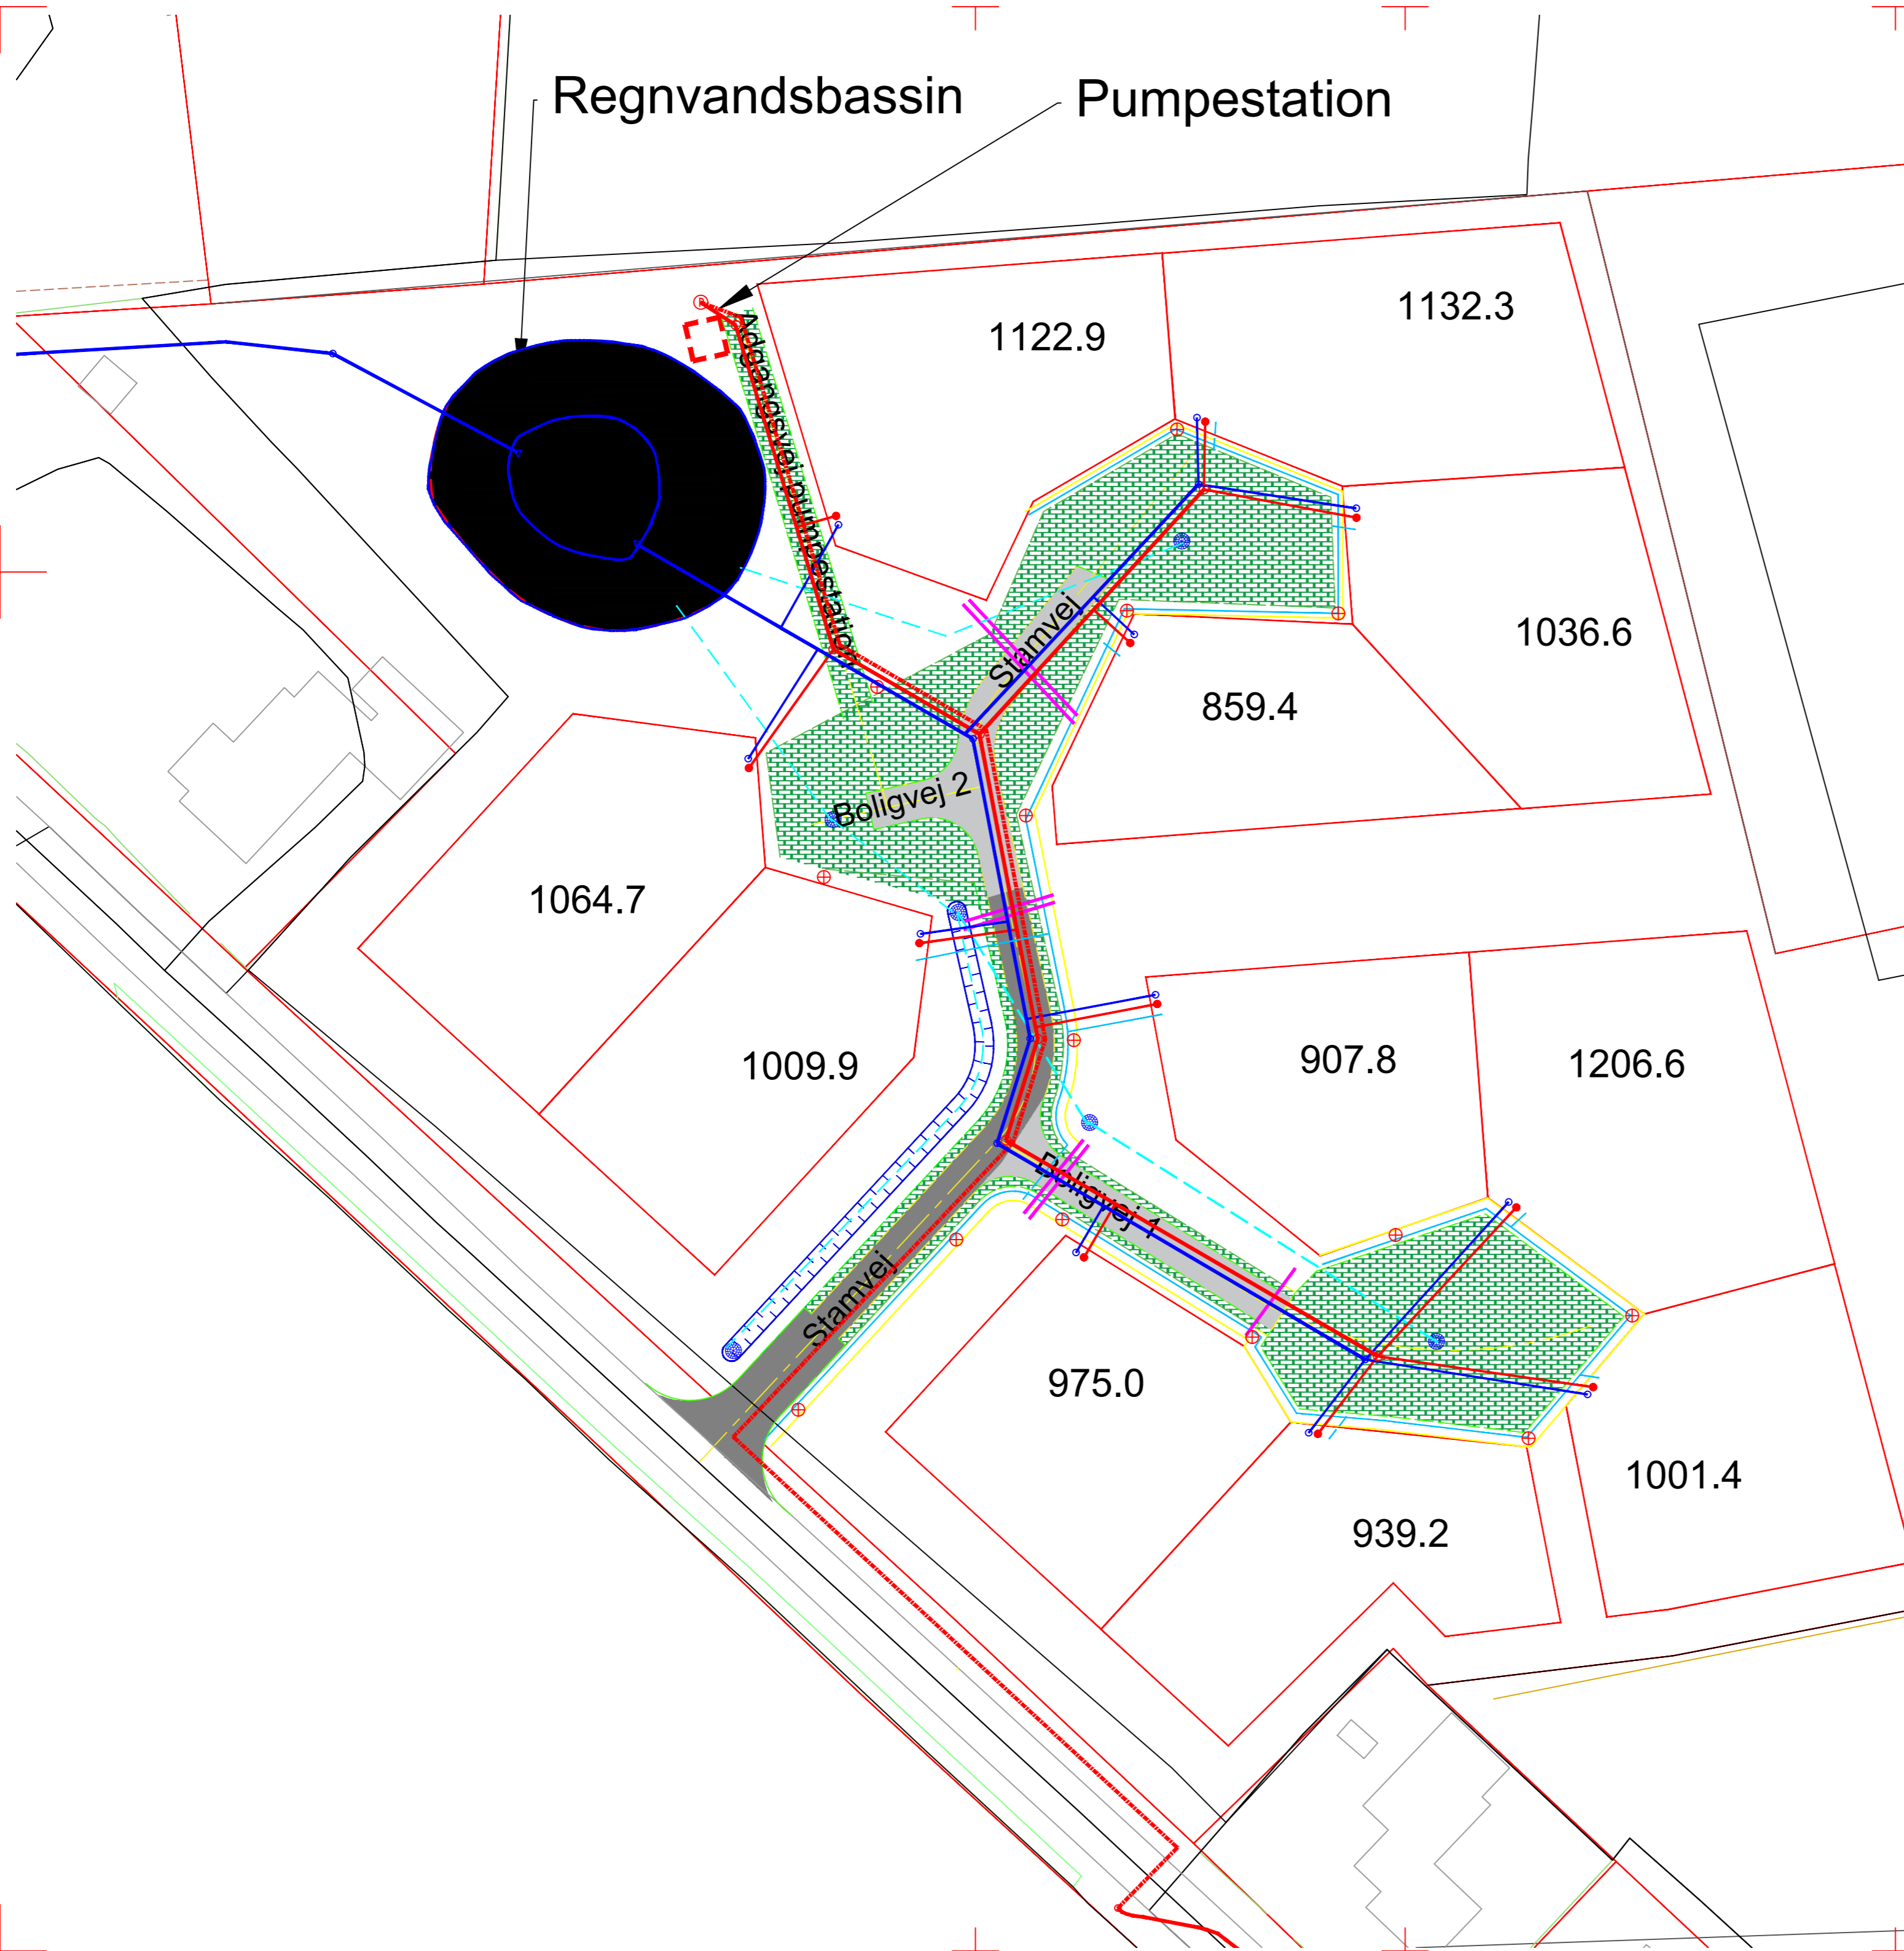 Regnvandsbassin
Pumpestation
1132.3
1122.9
Adgangsvej pumpestation
1036.6
Stamvej
859.4
Boligvej 2
1064.7
1009.9
907.8
1206.6
Boligvej 1
Stamvej
975.0
1001.4
939.2